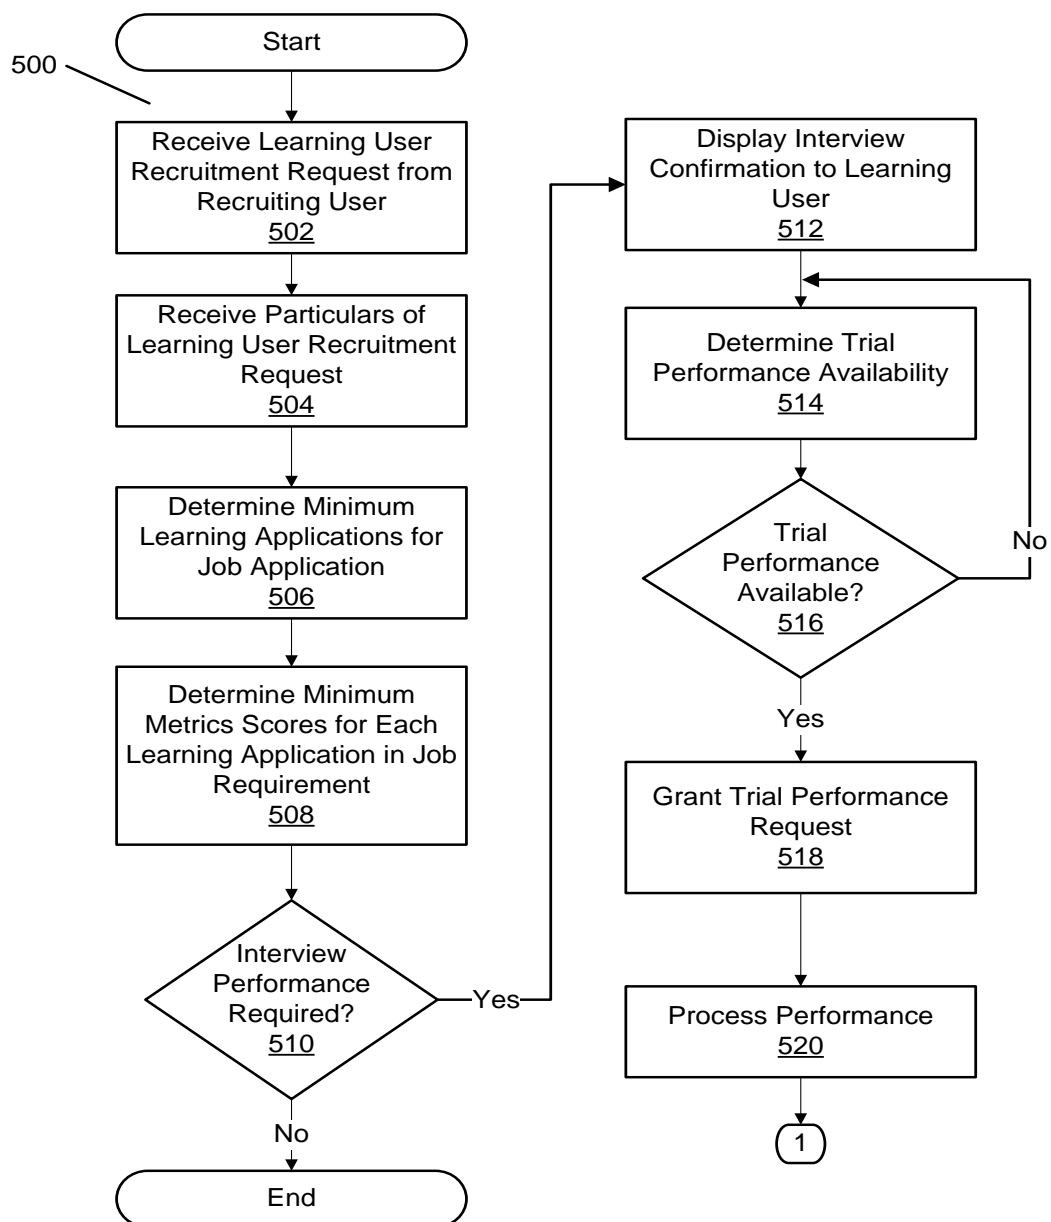 Start
500
Receive Learning User
Recruitment Request from
Recruiting User
502
Receive Particulars of
Learning User Recruitment
Request
504
Determine Minimum
Learning Applications for
Job Application
506
Determine Minimum
Metrics Scores for Each
Learning Application in Job
Requirement
508
Interview
Performance
Required?
510
Yes
No
End
Display Interview
Confirmation to Learning
User
512
Determine Trial
Performance Availability
514
Trial
Performance
Available?
516
No
Yes
Grant Trial Performance
Request
518
Process Performance
520
1